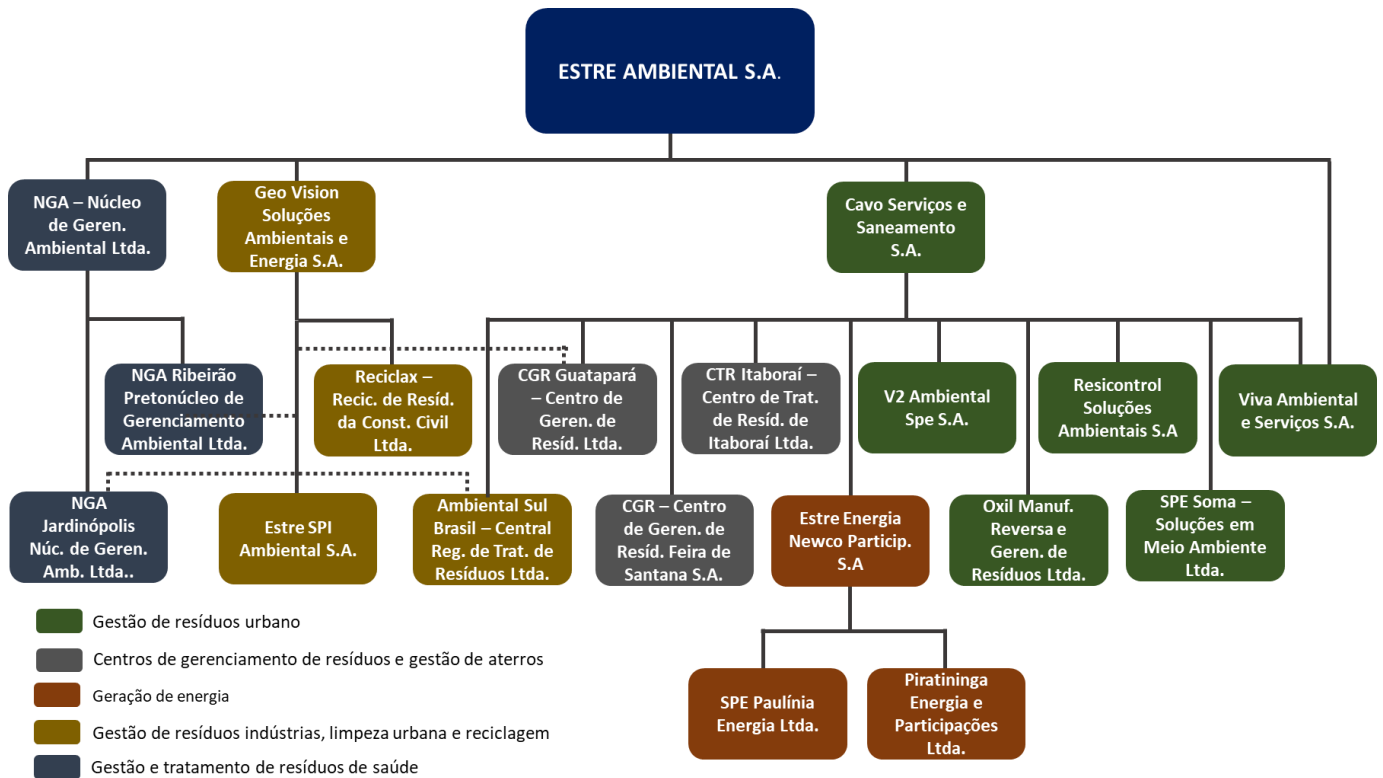 ESTRE AMBIENTAL S.A.
NGA – Núcleo
de Geren.
Ambiental Ltda.
Geo Vision
Soluções
Ambientais e
Energia S.A.
Cavo Serviços e
Saneamento
S.A.
NGA Ribeirão
Pretonúcleo de
Gerenciamento
Ambiental Ltda.
Reciclax –
Recic. de Resíd.
da Const. Civil
Ltda.
CGR Guatapará
– Centro de
Geren. de
Resíd. Ltda.
CTR Itaboraí –
Centro de Trat.
de Resíd. de
Itaboraí Ltda.
V2 Ambiental
Spe S.A.
Resicontrol
Soluções
Ambientais S.A
Viva Ambiental
e Serviços S.A.
NGA
Jardinópolis
Núc. de Geren.
Amb. Ltda..
Estre SPI
Ambiental S.A.
Ambiental Sul
Brasil – Central
Reg. de Trat. de
Resíduos Ltda.
CGR – Centro
de Geren. de
Resíd. Feira de
Santana S.A.
Estre Energia
Newco Particip.
S.A
Oxil Manuf.
Reversa e
Geren. de
Resíduos Ltda.
SPE Soma –
Soluções em
Meio Ambiente
Ltda.
SPE Paulínia
Energia Ltda.
Piratininga
Energia e
Participações
Ltda.
Gestão de resíduos urbano
Centros de gerenciamento de resíduos e gestão de aterros
Geração de energia
Gestão de resíduos indústrias, limpeza urbana e reciclagem
Gestão e tratamento de resíduos de saúde